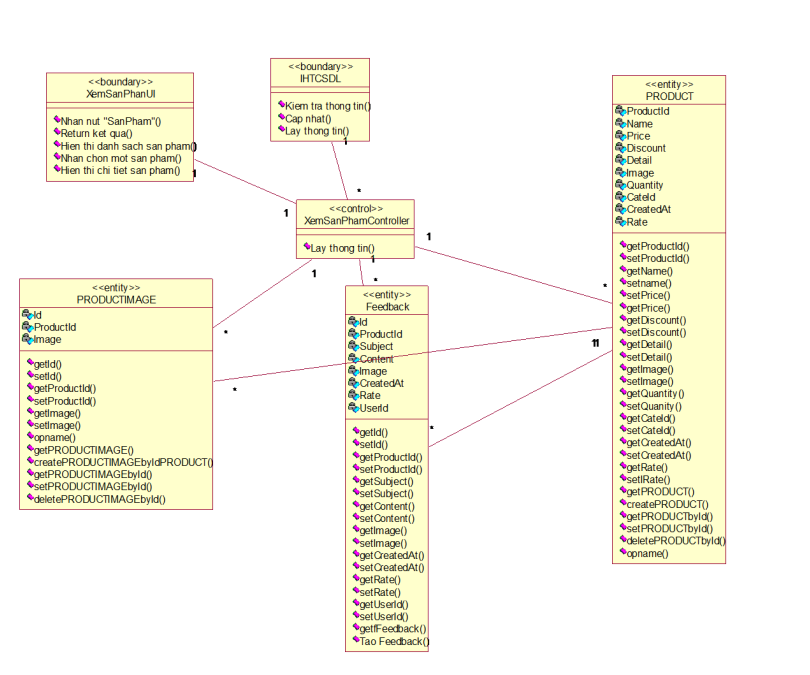 <<boundary>>
XemSanPhanUI
Nhan nut "SanPham"()
Return ket qua()
Hien thi danh sach san pham()
Nhan chon mot san pham()
Hien thi chi tiet san pham()
<<boundary>>
IHTCSDL
Kiem tra thong tin()
Cap nhat()
Lay thong tin()
1
*
1
1
<<control>>
XemSanPhamController
Lay thong tin()
1
1
1
*
*
*
<<entity>>
PRODUCTIMAGE
Id
ProductId
Image
getId()
setId()
getProductId()
setProductId()
getImage()
setImage()
opname()
getPRODUCTIMAGE()
createPRODUCTIMAGEbyIdPRODUCT()
getPRODUCTIMAGEbyId()
setPRODUCTIMAGEbyId()
deletePRODUCTIMAGEbyId()
*
<<entity>>
Feedback
Id
ProductId
Subject
Content
Image
CreatedAt
Rate
UserId
getId()
setId()
getProductId()
setProductId()
getSubject()
setSubject()
getContent()
setContent()
getImage()
setImage()
getCreatedAt()
setCreatedAt()
getRate()
setRate()
getUserId()
setUserId()
getfFeedback()
Tao Feedback()
*
1
1
<<entity>>
PRODUCT
ProductId
Name
Price
Discount
Detail
Image
Quantity
CateId
CreatedAt
Rate
getProductId()
setProductId()
getName()
setname()
setPrice()
getPrice()
getDiscount()
setDiscount()
getDetail()
setDetail()
getImage()
setImage()
getQuantity()
setQuanity()
getCateId()
setCateId()
getCreatedAt()
setCreatedAt()
getRate()
setlRate()
getPRODUCT()
createPRODUCT()
getPRODUCTbyId()
setPRODUCTbyId()
deletePRODUCTbyId()
opname()